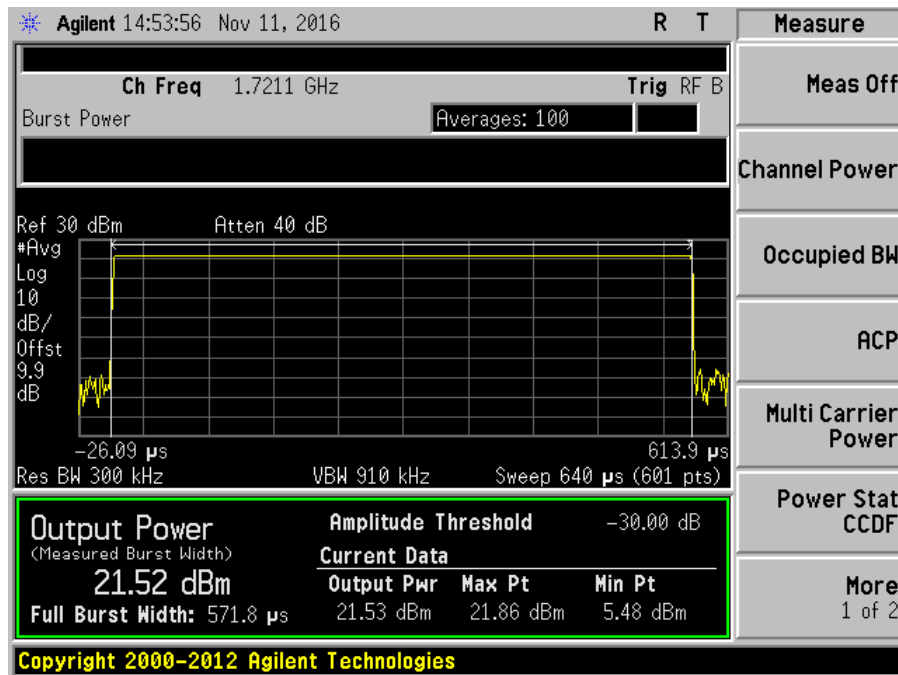 Agilent 14:53:56 Nov 11, 2016 R T
Measure
Ch Freq 1.7211 GHz Trig RF B
Burst Power Averages: 100
Meas Off
Channel Power
Occupied BW
ACP
Multi Carrier
Power
Power Stat
CCDF
More
1 of 2
Ref 30 dBm Atten 40 dB
#Avg
Log
10
dB/
Offst
9.9
dB
-26.09 µs 613.9 µs
Res BW 300 kHz VBW 910 kHz Sweep 640 µs (601 pts)
Output Power
(Measured Burst Width)
21.52 dBm
Full Burst Width: 571.8 µs
Amplitude Threshold -30.00 dB
Current Data
Output Pwr Max Pt Min Pt
21.53 dBm 21.86 dBm 5.48 dBm
Copyright 2000-2012 Agilent Technologies